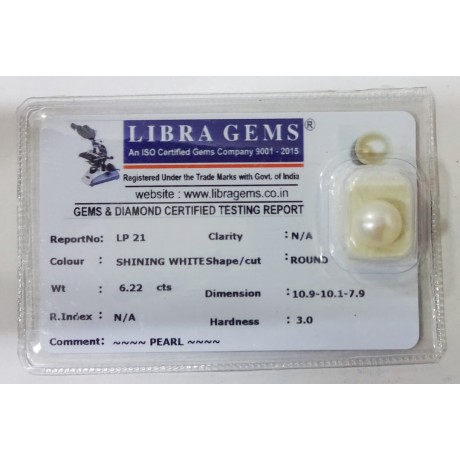 LIBRA GEMS®
An ISO Certified Gems Company 9001 - 2015
Registered Under the Trade Marks with Govt. of India
website : www.libragems.co.in
GEMS & DIAMOND CERTIFIED TESTING REPORT
ReportNo: LP 21 Clarity : N/A
Colour : SHINING WHITE Shape/cut : ROUND
Wt : 6.22 cts Dimension :10.9-10.1-7.9
R.Index : N/A Hardness : 3.0
Comment: ~~~~ PEARL ~~~~